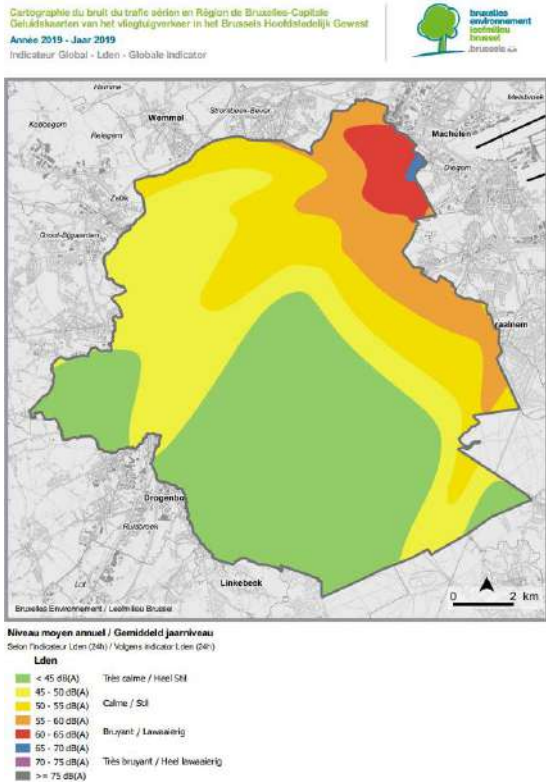 Cartographie du bruit du trafic aérien en Région de Bruxelles-Capitale
Geluidskaarten van het vliegtuigverkeer in het Brussels Hoofdstedelijk Gewest
Année 2019 - Jaar 2019
Indicateur Global - Lden - Globale Indicator
bruxelles
environnement
leefmilieu
brussel
.brussels
Hamme
Strombeek-Bever
Melsbroek
Wemmel
Kobbegem
Relegem
Machelen
Diegem
Zellik
Groot-Bijgaarden
raainem
Drogenbo
Ruisbroek
Lot
Linkebeek
0 2 km
Bruxelles Environnement / Leefmilieu Brussel
Niveau moyen annuel / Gemiddeld jaarniveau
Selon l'indicateur Lden (24h) / Volgens indicator Lden (24h)
Lden
< 45 dB(A) Très calme / Heel Stil
45 - 50 dB(A)
50 - 55 dB(A) Calme / Stil
55 - 60 dB(A)
60 - 65 dB(A) Bruyant / Lawaaierig
65 - 70 dB(A)
70 - 75 dB(A) Très bruyant / Heel lawaaierig
>= 75 dB(A)